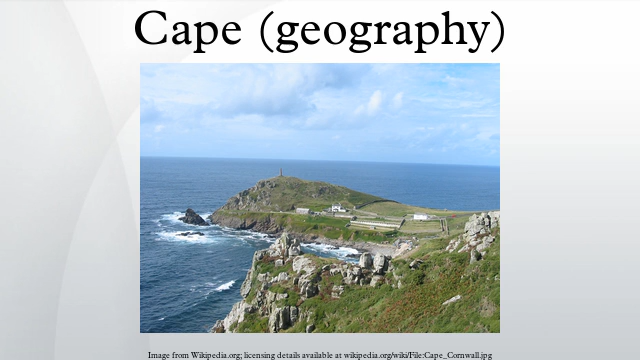 Cape (geography)
Image from Wikipedia.org; licensing details available at wikipedia.org/wiki/File:Cape_Cornwall.jpg